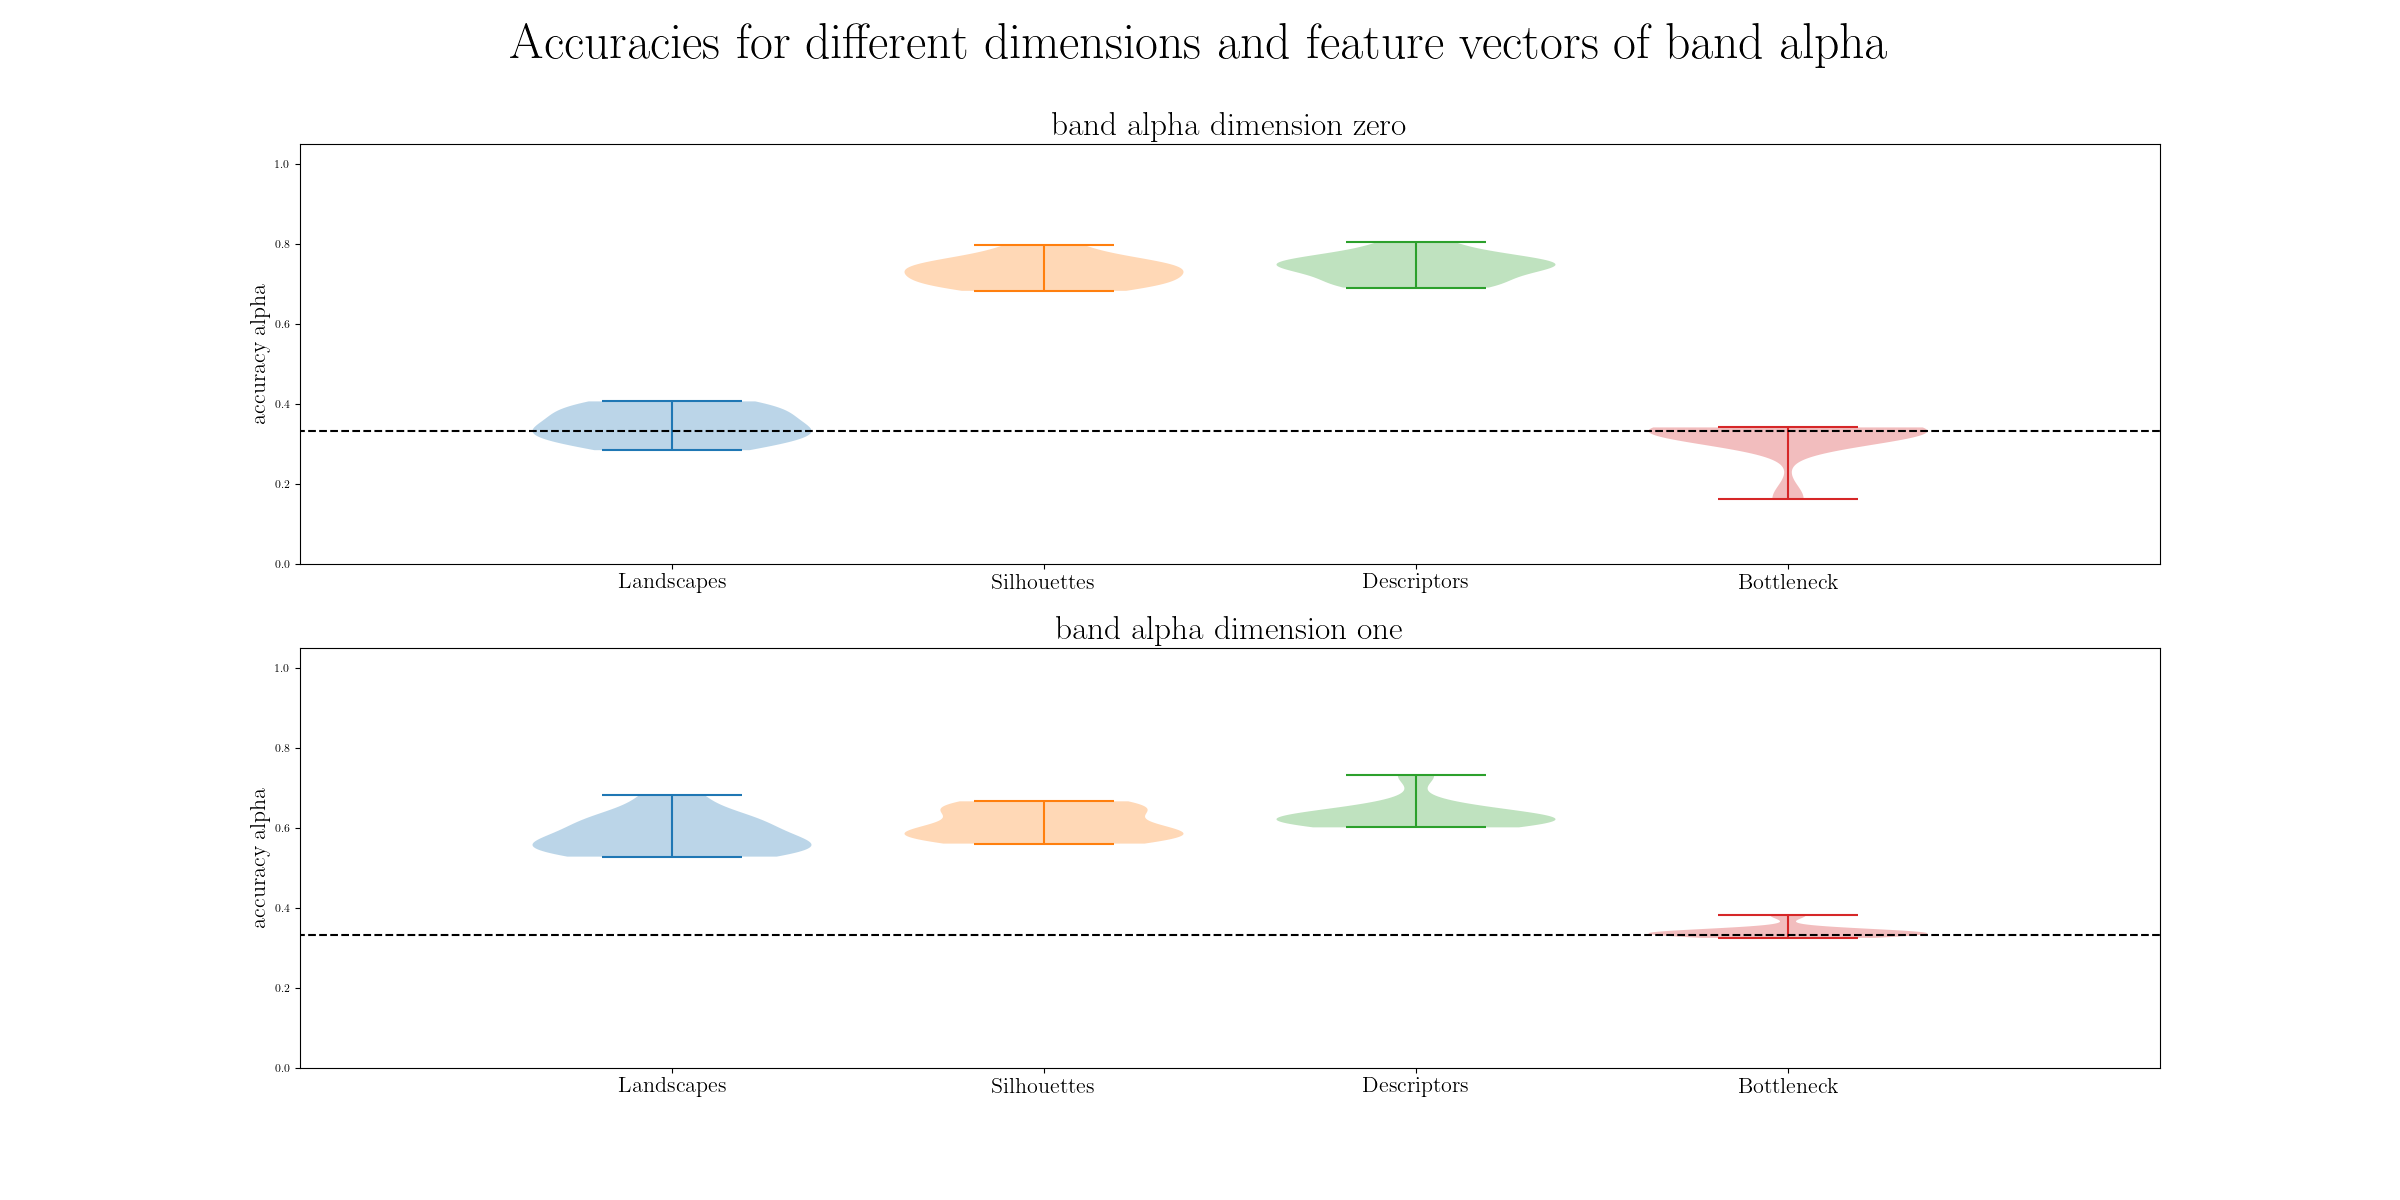 Accuracies for different dimensions and feature vectors of band alpha
band alpha dimension zero
1.0
0.8
0.6
0.4
0.2
0.0
accuracy alpha
Landscapes Silhouettes Descriptors Bottleneck
band alpha dimension one
1.0
0.8
0.6
0.4
0.2
0.0
accuracy alpha
Landscapes Silhouettes Descriptors Bottleneck